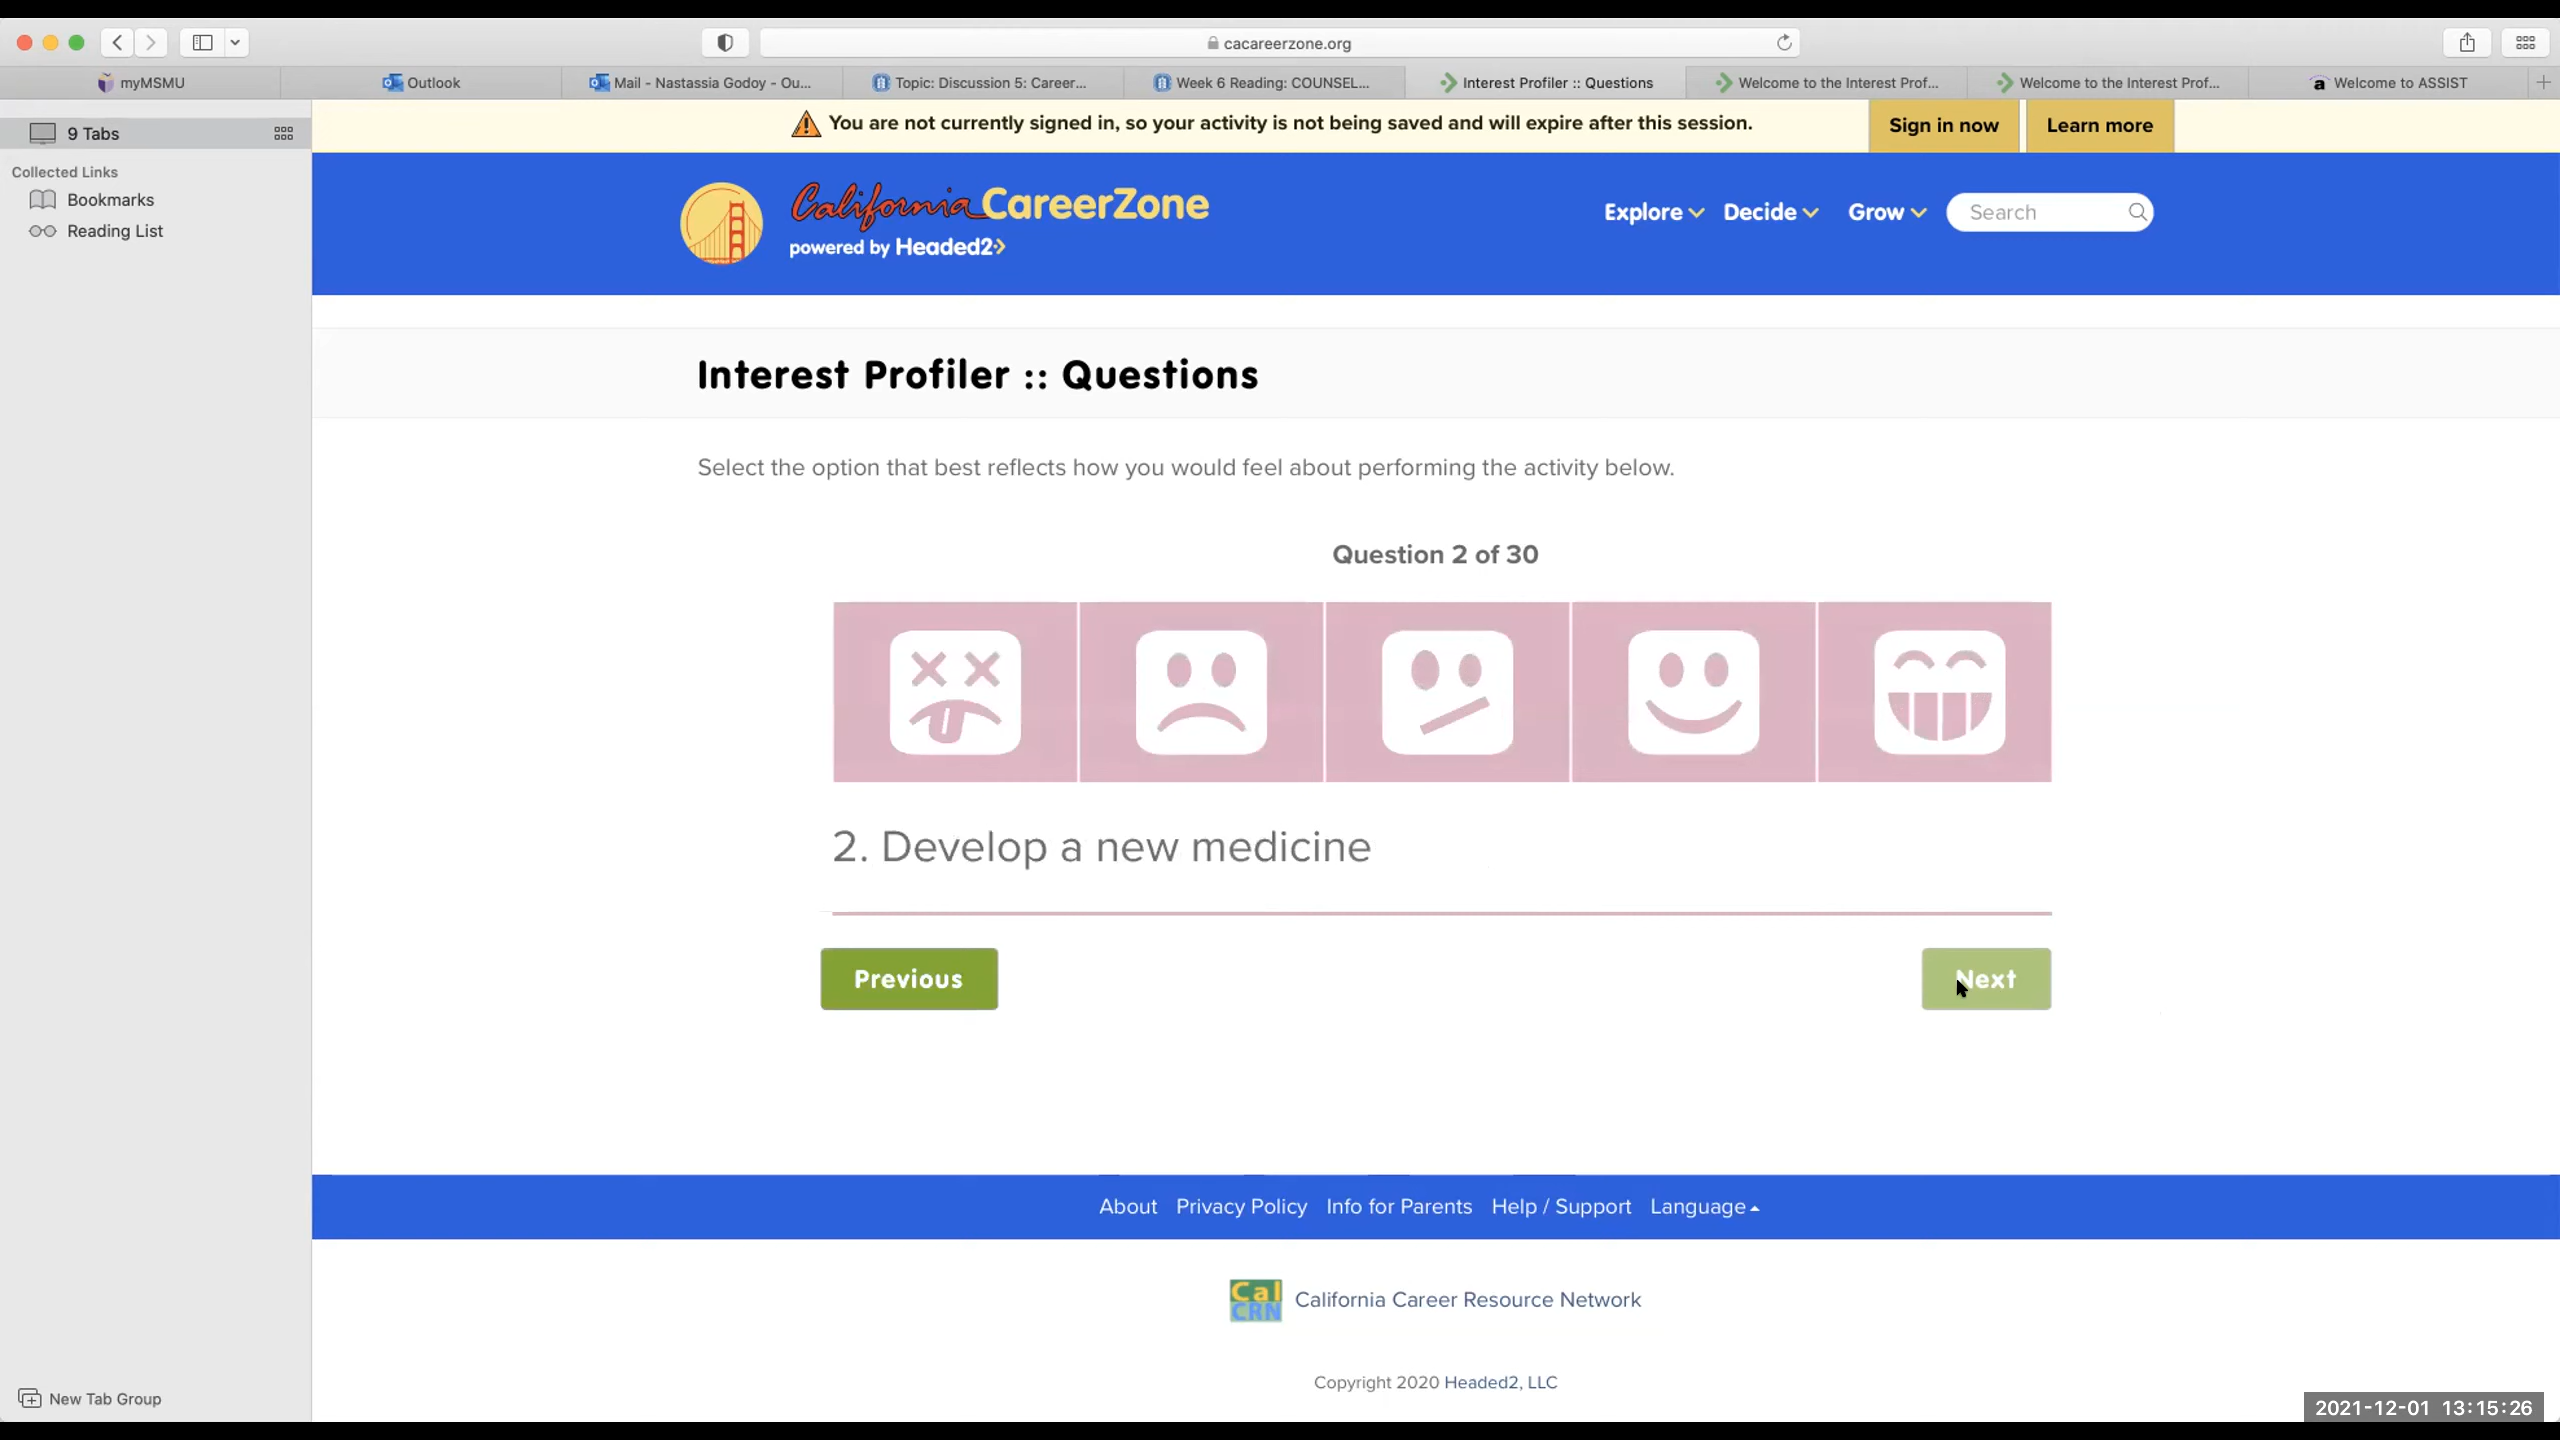 cacareerzone.org
myMSMU
Outlook
Mail - Nastassia Godoy - Ou...
Topic: Discussion 5: Career...
Week 6 Reading: COUNSEL...
Interest Profiler :: Questions
Welcome to the Interest Prof...
Welcome to the Interest Prof...
Welcome to ASSIST
9 Tabs
Collected Links
Bookmarks
Reading List
You are not currently signed in, so your activity is not being saved and will expire after this session.
Sign in now
Learn more
California CareerZone
powered by Headed2
Explore
Decide
Grow
Search
Interest Profiler :: Questions
Select the option that best reflects how you would feel about performing the activity below.
Question 2 of 30
2. Develop a new medicine
Previous
Next
About Privacy Policy Info for Parents Help / Support Language
Cal
CRN
California Career Resource Network
Copyright 2020 Headed2, LLC
New Tab Group
2021-12-01 13:15:26